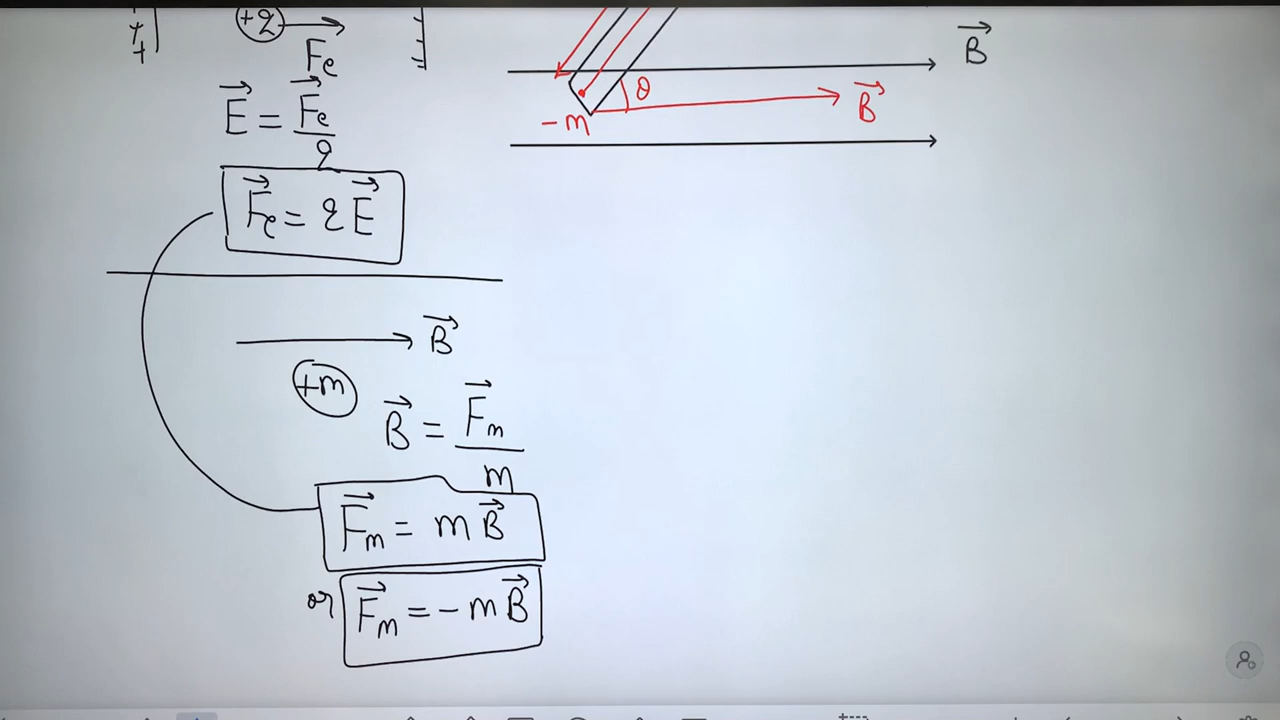 +
+
+q
Fe
E = Fe / q
Fe = qE
B
+m
B = Fm / m
Fm = mB
or Fm = -mB
B
θ
B
-m